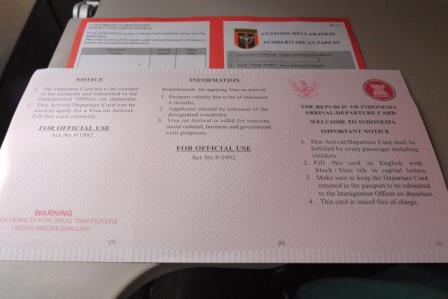 CUSTOMS DECLARATION
CUSTOMS DECLARATION
PEMBERITAHUAN PABEAN
NOTICE
1. The Departure Card has to be retained
in the passport and submitted to the
Immigration Officer on departure.
2. This Arrival/Departure Card can be
used to apply for a Visa on Arrival.
Fill this card correctly.
FOR OFFICIAL USE
Act No.9/1992
WARNING
TH PENALTY FOR DRUG TRAFFICKERS
UNDER INDONESIAN LAW
(5)
INFORMATION
Requirements for applying Visa on Arrival:
1. Passport validity has to be of minimum
6 months.
2. Applicant should be national of the
designated countries.
3. Visa on Arrival is valid for tourism,
social cultural, business and government
visit purposes.
FOR OFFICIAL USE
Act No.9/1992
(6)
THE REPUBLIC OF INDONESIA
ARRIVAL/DEPARTURE CARD
WELCOME TO INDONESIA
IMPORTANT NOTICE
1. This Arrival/Departure Card shall be
fulfilled by every passenger including
children.
2. Fill this card in English with
black / blue ink in capital letters.
3. Make sure to keep the Departure Card
retained in the passport to be submitted
to the Immigration Officer on departure.
4. This card is issued free of charge.
(1)